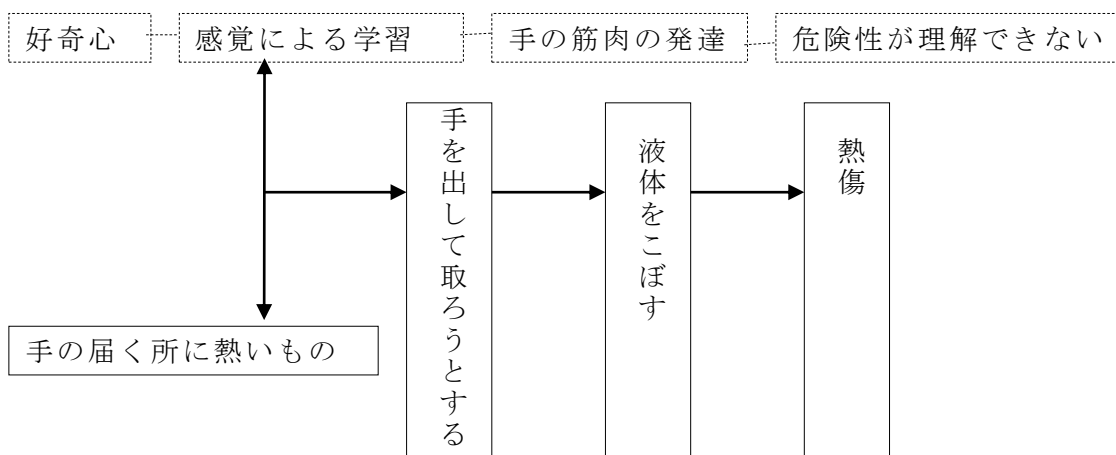 好奇心
感覚による学習
手の筋肉の発達
危険性が理解できない
手を出して取ろうとする
液体をこぼす
熱傷
手の届く所に熱いもの